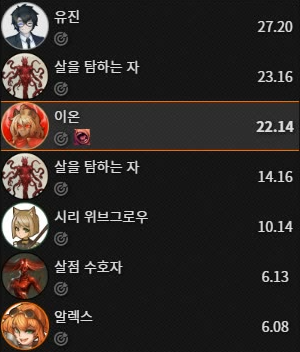 유진
27.20
살을 탐하는 자
23.16
이온
22.14
살을 탐하는 자
14.16
시리 위브그로우
10.14
살점 수호자
6.13
알렉스
6.08